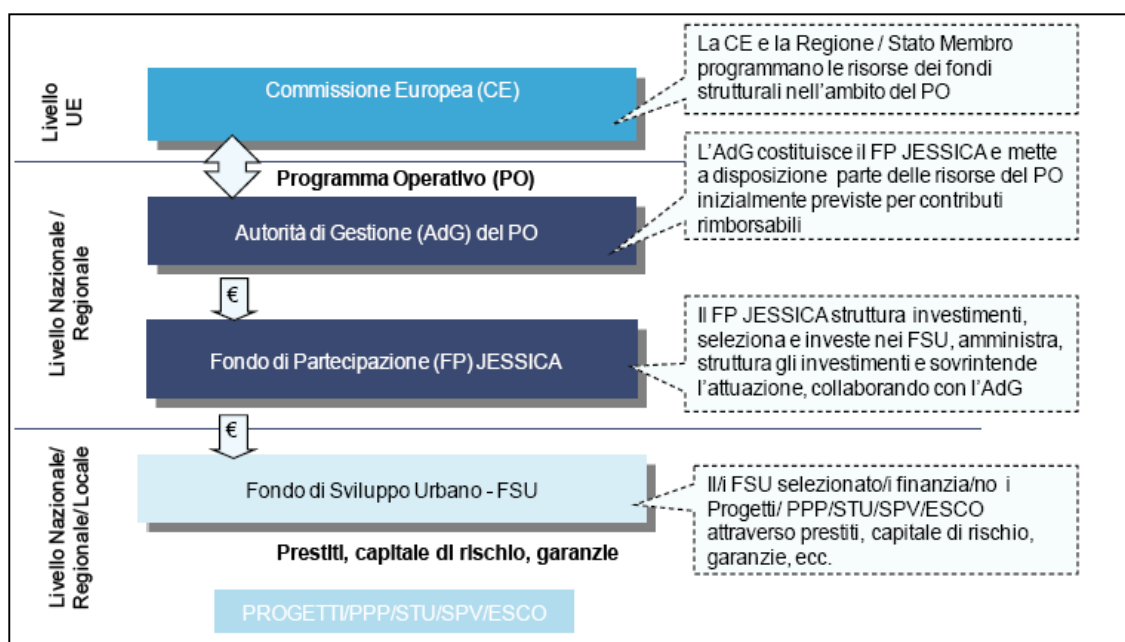 Livello
UE
Commissione Europea (CE)
La CE e la Regione / Stato Membro
programmano le risorse dei fondi
strutturali nell'ambito del PO
Programma Operativo (PO)
Livello Nazionale /
Regionale
Autorità di Gestione (AdG) del PO
L'AdG costituisce il FP JESSICA e mette
a disposizione parte delle risorse del PO
inizialmente previste per contributi
rimborsabili
€
Fondo di Partecipazione (FP) JESSICA
Il FP JESSICA struttura investimenti,
seleziona e investe nei FSU, amministra,
struttura gli investimenti e sovrintende
l'attuazione, collaborando con l'AdG
€
Livello Nazionale/
Regionale/ Locale
Fondo di Sviluppo Urbano - FSU
Il/i FSU selezionato/i finanzia/no i
Progetti/ PPP/STU/SPV/ESCO
attraverso prestiti, capitale di rischio,
garanzie, ecc.
Prestiti, capitale di rischio, garanzie
PROGETTI/PPP/STU/SPV/ESCO